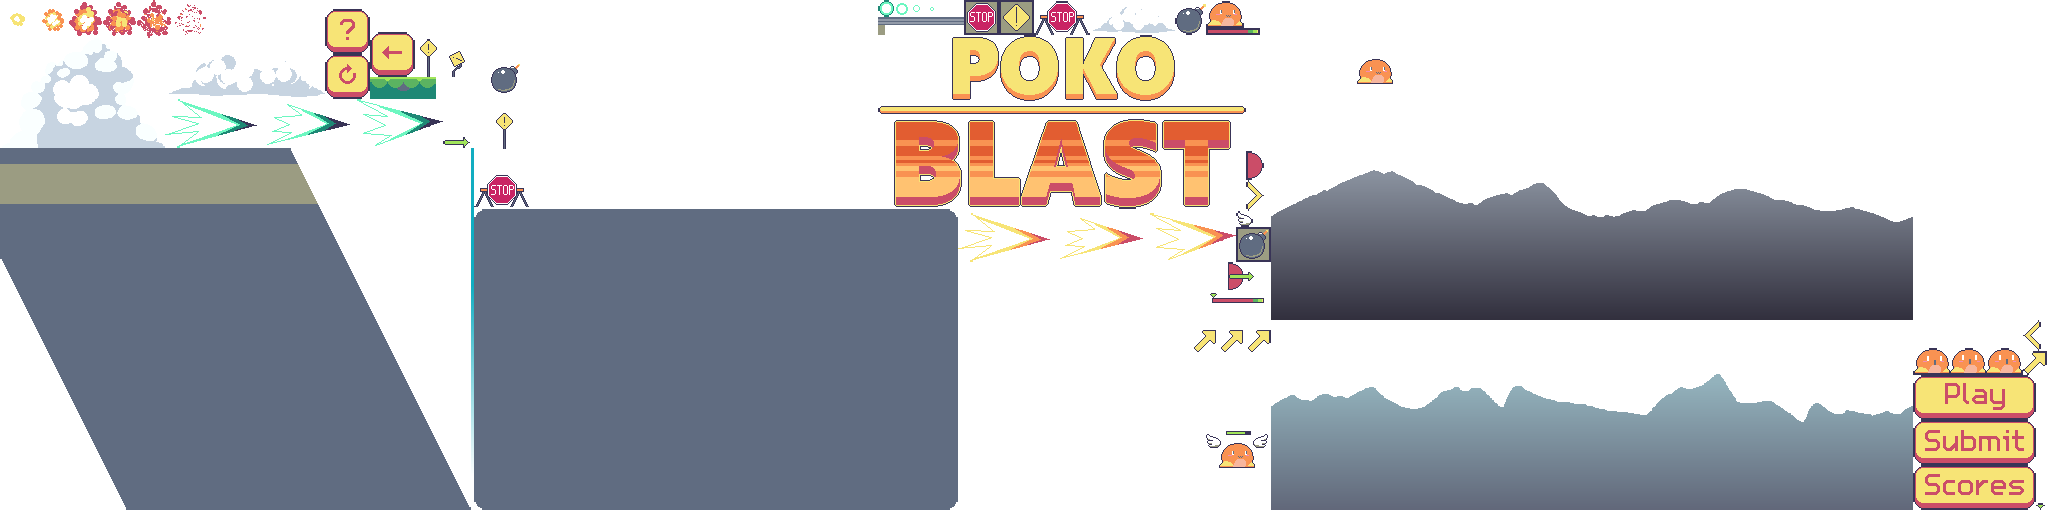 ?
STOP
!
STOP
!
!
!
STOP
POKO
BLAST
Play
Submit
Scores